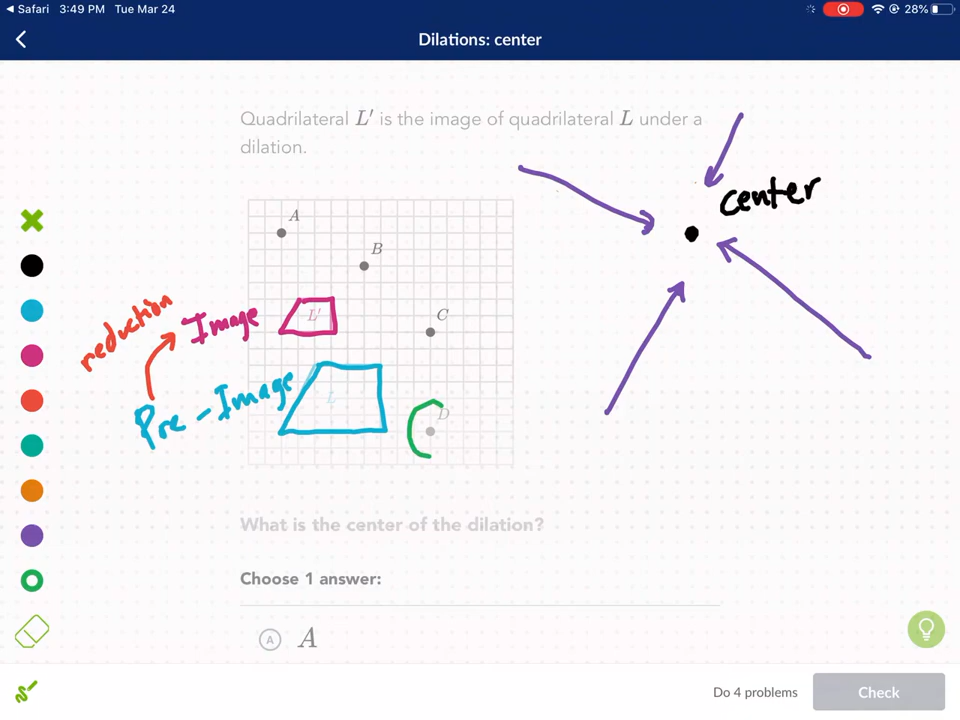 Safari 3:49 PM Tue Mar 24 28%
Dilations: center
Quadrilateral L′ is the image of quadrilateral L under a
dilation.
center
A
B
reduction
Image
L′
C
Pre-Image
L
D
What is the center of the dilation?
Choose 1 answer:
A A
Do 4 problems
Check